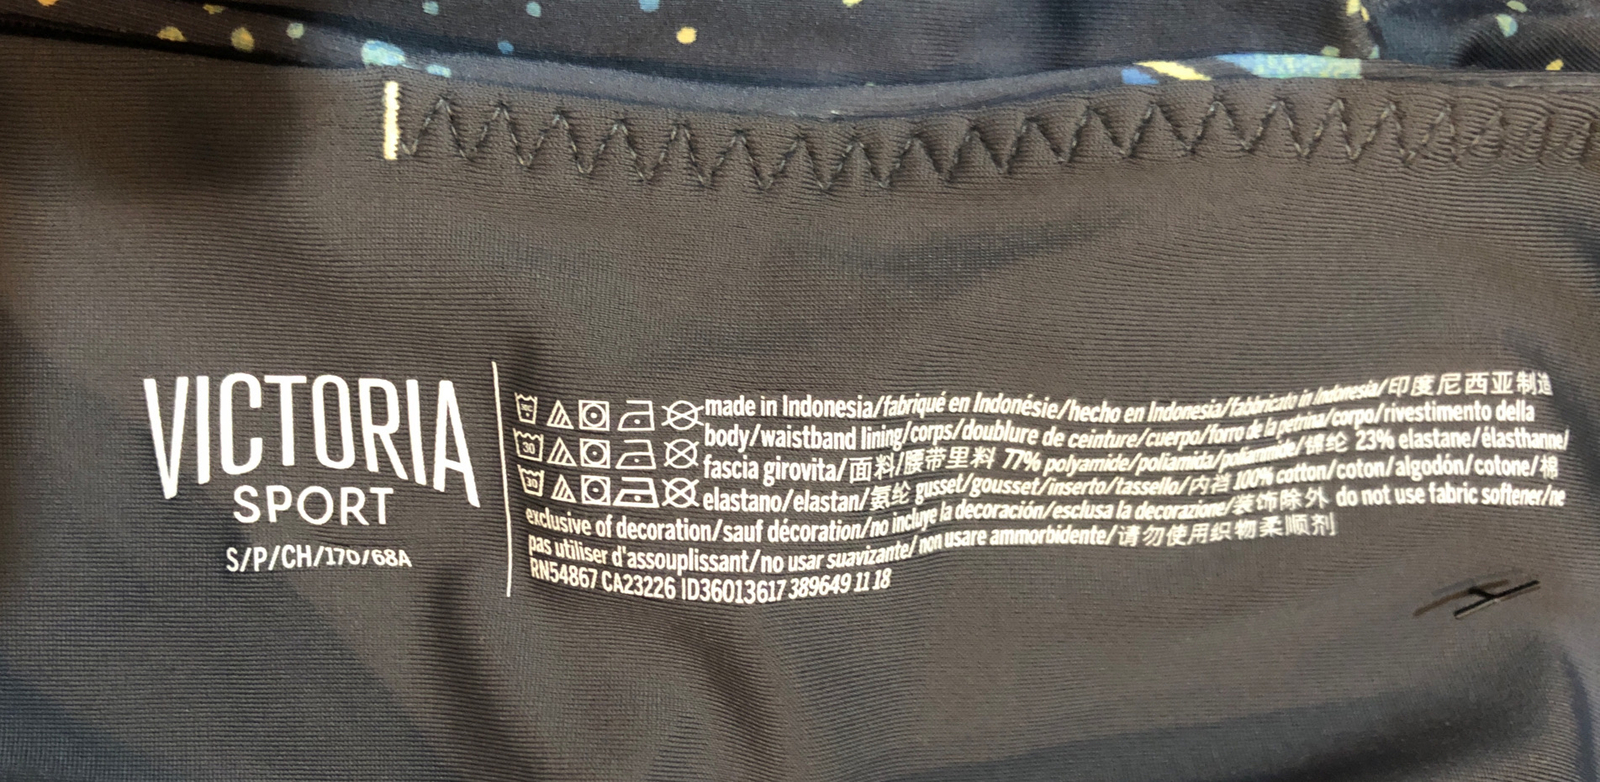 VICTORIA
SPORT
S/P/CH/170/68A
made in Indonesia/fabriqué en Indonésie/hecho en Indonesia/fabbricato in Indonesia/印度尼西亚制造
body/waistband lining/corps/doublure de ceinture/cuerpo/forro de la petrina/corpo/rivestimento della
fascia girovita/面料/腰带里料 77% polyamide/poliamida/poliammide/锦纶 23% elastane/élasthanne/
elastano/elastan/氨纶 gusset/gousset/inserto/tassello/内裆 100% cotton/coton/algodón/cotone/棉
exclusive of decoration/sauf décoration/no incluye la decoración/esclusa la decorazione/装饰除外 do not use fabric softener/ne
pas utiliser d'assouplissant/no usar suavizante/non usare ammorbidente/请勿使用织物柔顺剂
RN54867 CA23226 ID36013617 389649 11 18
30
30